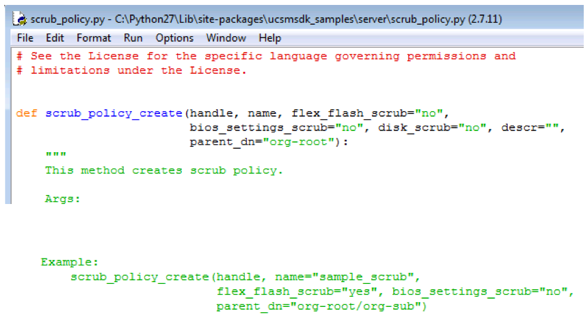 scrub_policy.py - C:\Python27\Lib\site-packages\ucsmsdk_samples\server\scrub_policy.py (2.7.11)
File Edit Format Run Options Window Help
# See the License for the specific language governing permissions and
# limitations under the License.
def scrub_policy_create(handle, name, flex_flash_scrub="no",
bios_settings_scrub="no", disk_scrub="no", descr="",
parent_dn="org-root"):
"""
This method creates scrub policy.
Args:
Example:
scrub_policy_create(handle, name="sample_scrub",
flex_flash_scrub="yes", bios_settings_scrub="no",
parent_dn="org-root/org-sub")